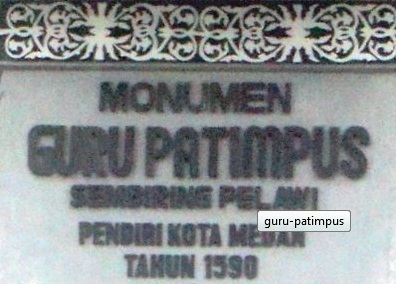 MONUMEN
GURU PATIMPUS
SEMBIRING PELAWI
guru-patimpus
PENDIRI KOTA MEDAN
TAHUN 1590